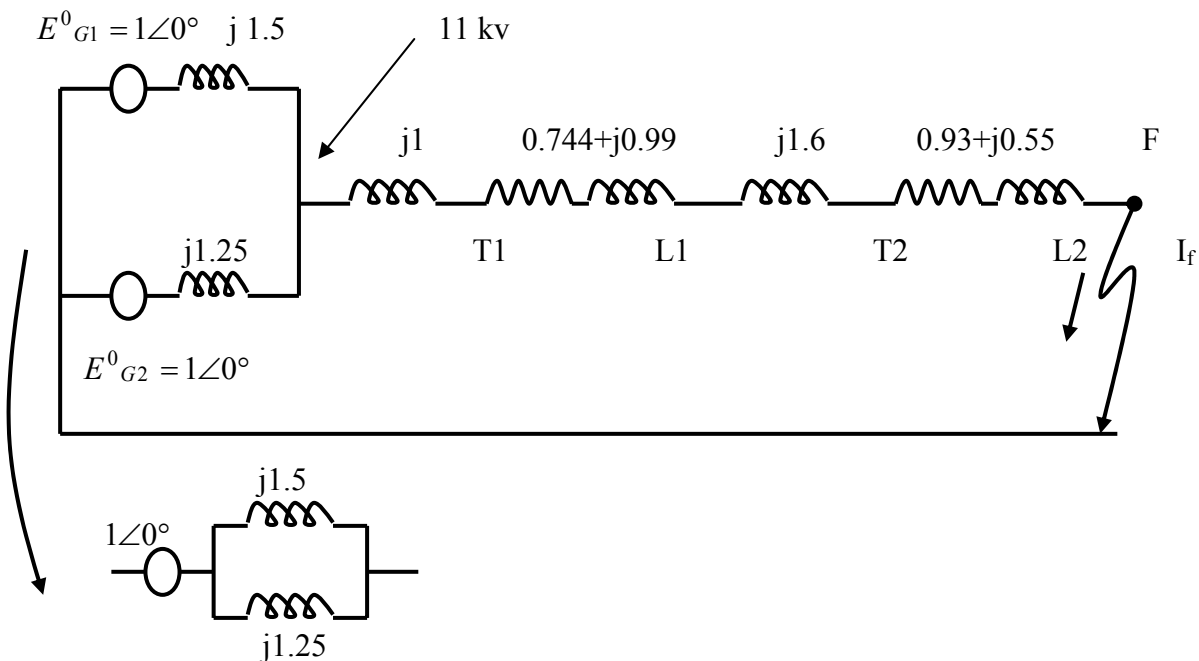 E⁰G1 = 1∠0° j 1.5 11 kv
j1 0.744+j0.99 j1.6 0.93+j0.55 F
j1.25 T1 L1 T2 L2 If
E⁰G2 = 1∠0°
j1.5
1∠0°
j1.25